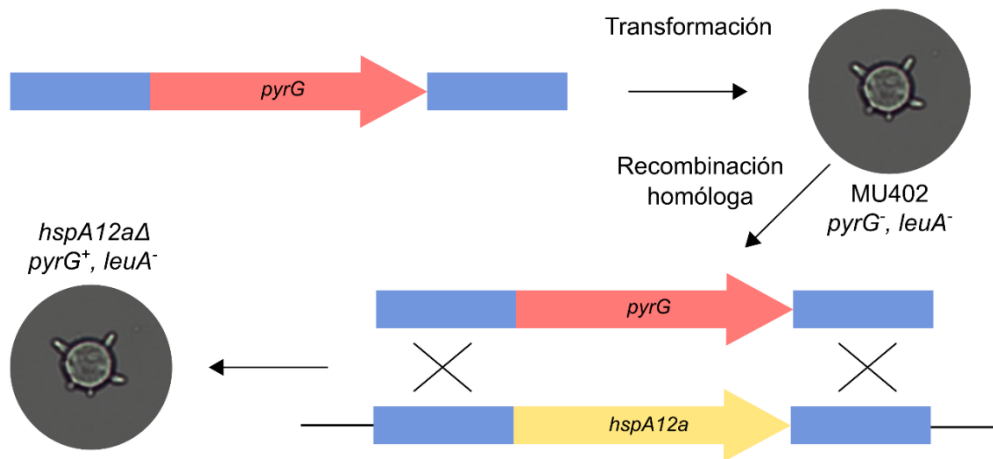 Transformación
pyrG
Recombinación
homóloga
MU402
pyrG-, leuA-
hspA12aΔ
pyrG+, leuA-
pyrG
hspA12a